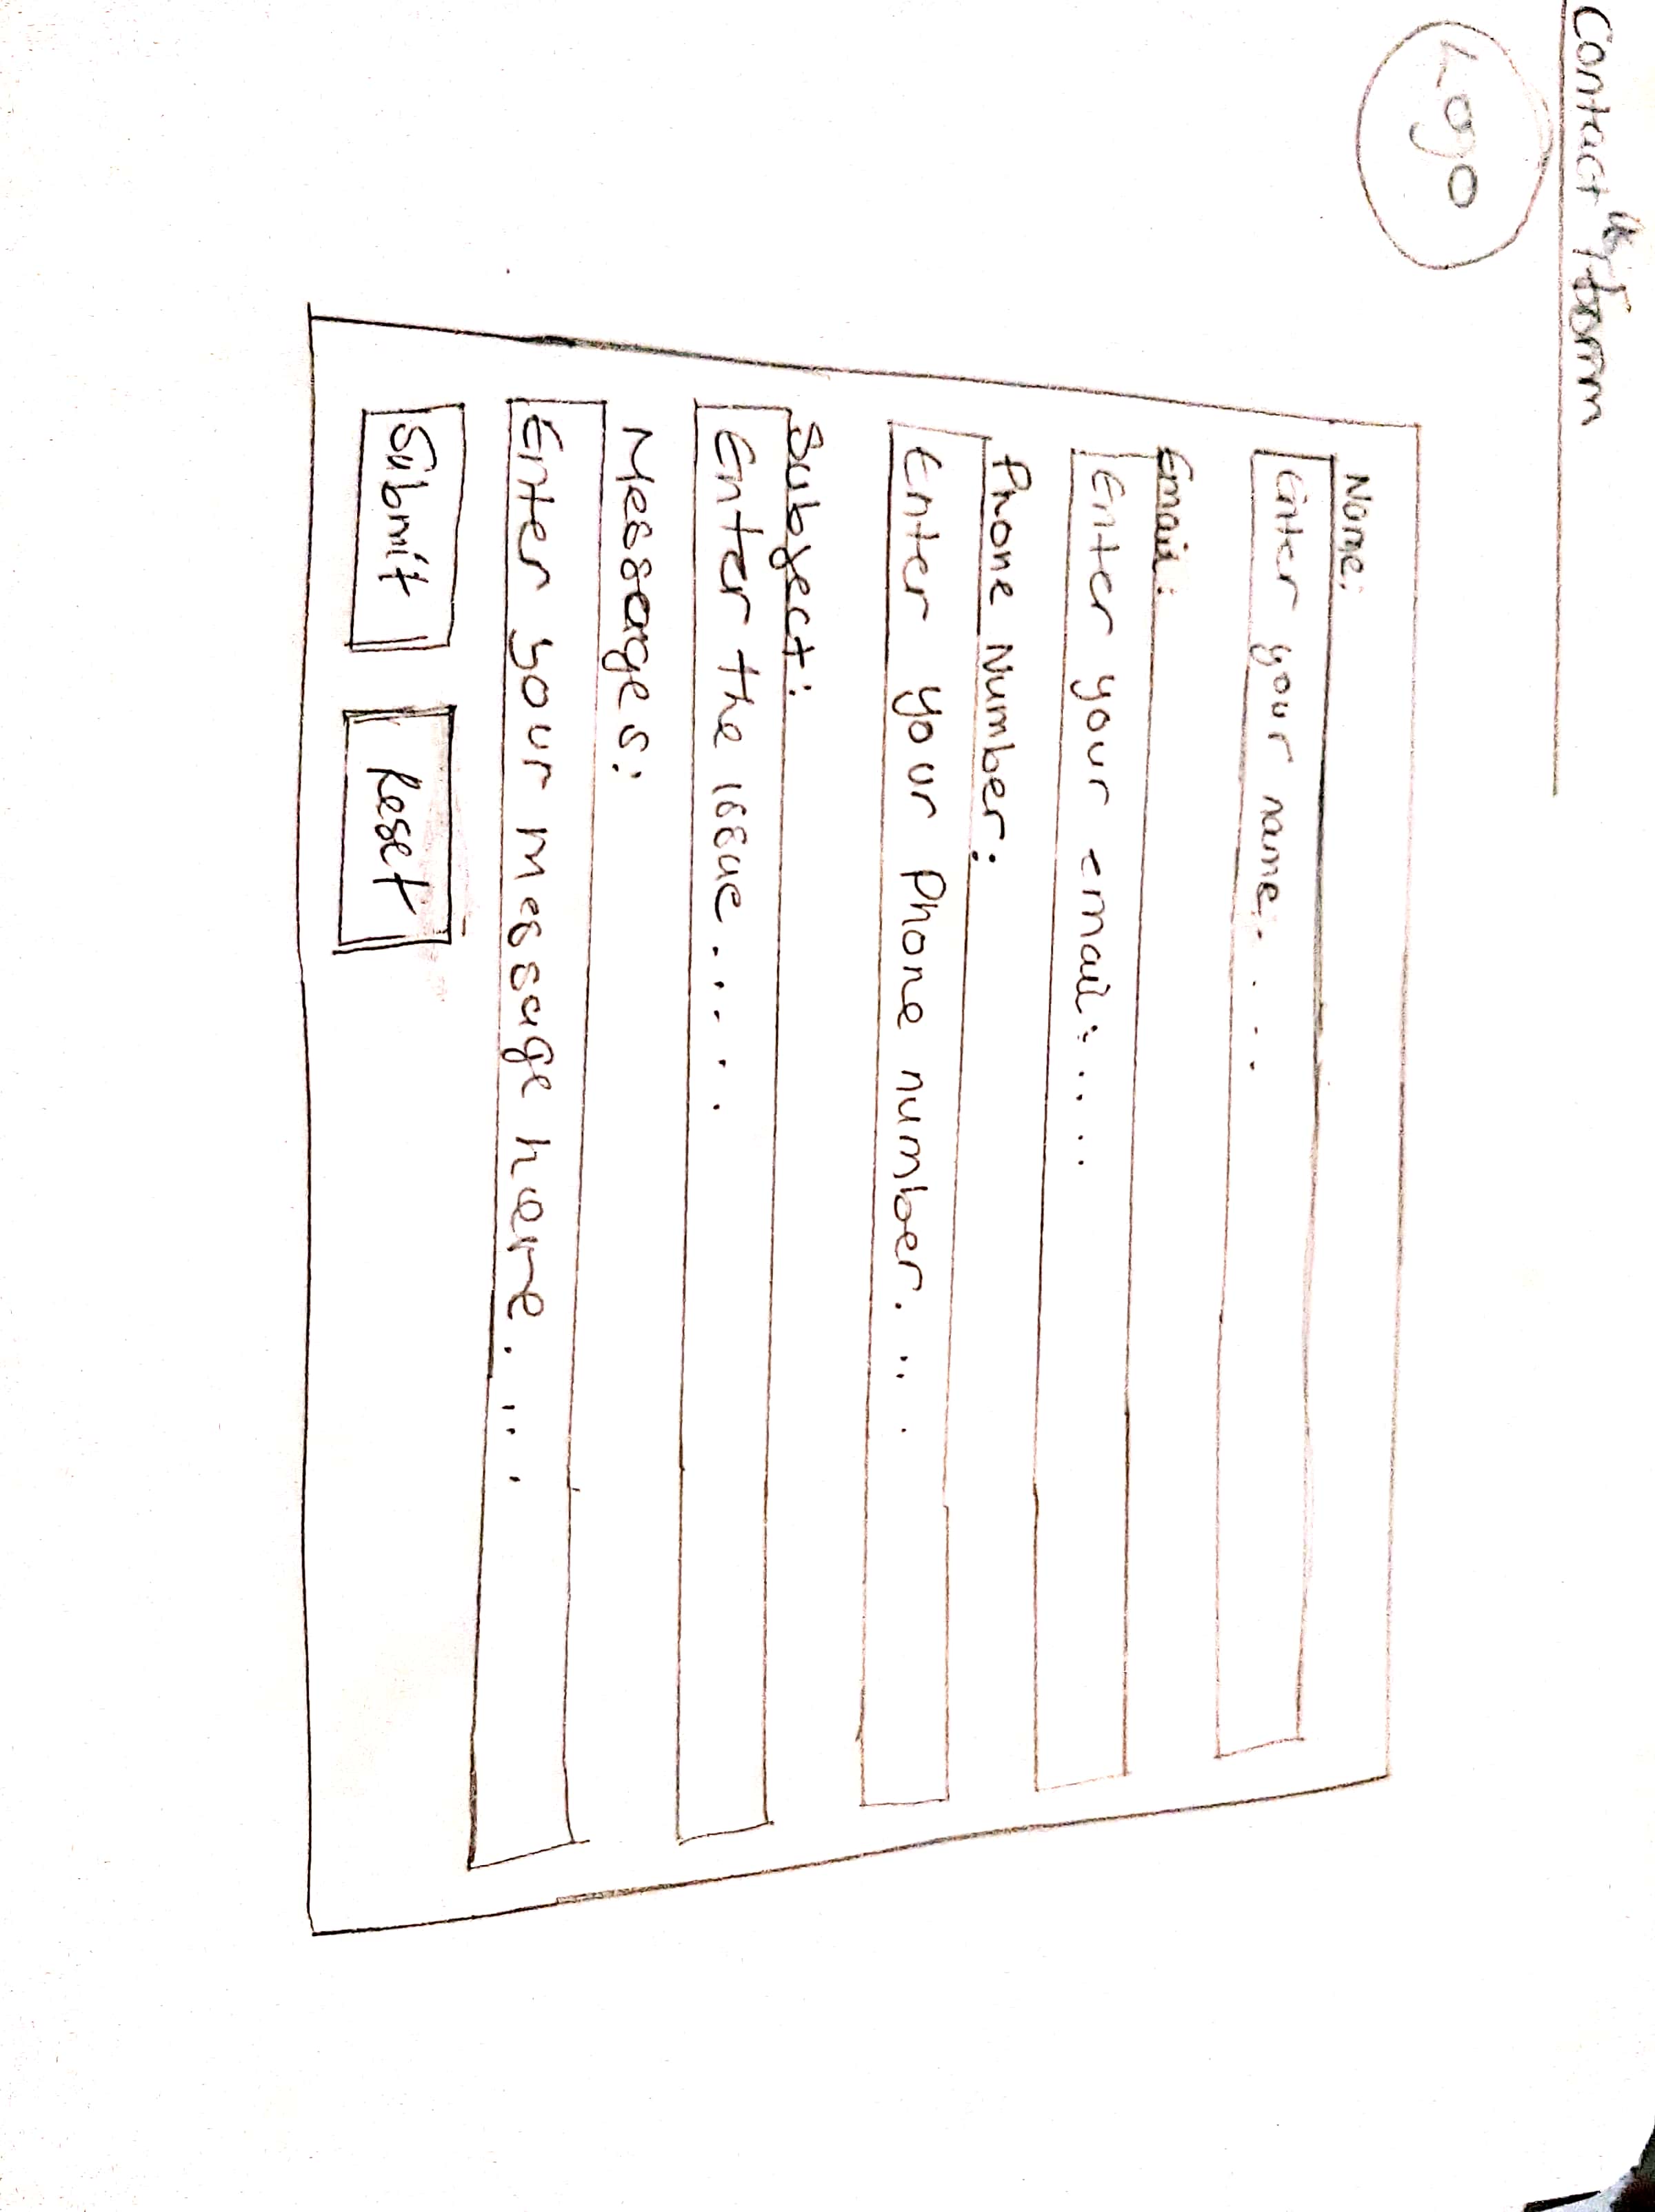 Contact us Form
Logo
Name:
Enter your name....
Email:
Enter your email:....
Phone Number:
Enter your Phone number.....
Subject:
Enter the issue......
Messages:
Enter your message here.....
Submit Reset